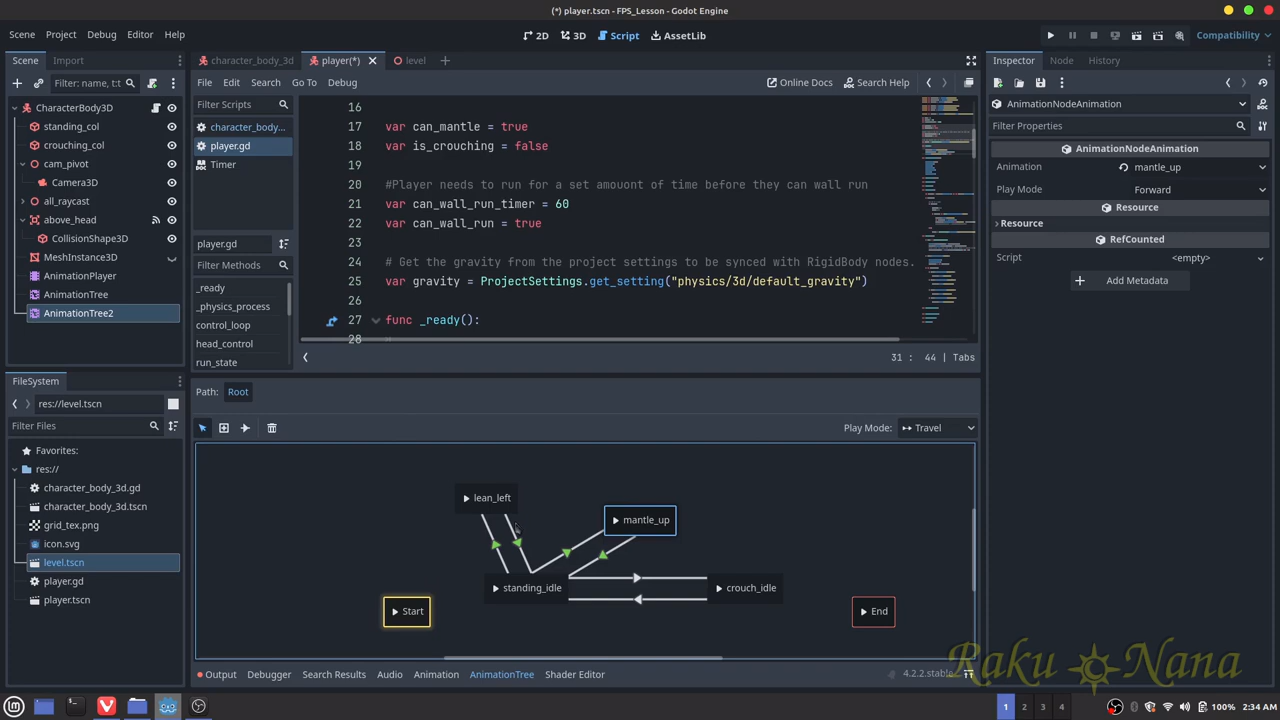 (*) player.tscn - FPS_Lesson - Godot Engine
Scene Project Debug Editor Help
2D 3D Script AssetLib
Compatibility
Scene Import
character_body_3d player(*) level
Inspector Node History
Filter: name, t:t
File Edit Search Go To Debug
Online Docs Search Help
CharacterBody3D
standing_col
crouching_col
cam_pivot
Camera3D
all_raycast
above_head
CollisionShape3D
MeshInstance3D
AnimationPlayer
AnimationTree
AnimationTree2
Filter Scripts
character_body...
player.gd
Timer
player.gd
Filter Methods
_ready
_physics_process
control_loop
head_control
run_state
16
17 var can_mantle = true
18 var is_crouching = false
19
20 #Player needs to run for a set amouont of time before they can wall run
21 var can_wall_run_timer = 60
22 var can_wall_run = true
23
24 # Get the gravity from the project settings to be synced with RigidBody nodes.
25 var gravity = ProjectSettings.get_setting("physics/3d/default_gravity")
26
27 func _ready():
28
31 : 44 | Tabs
AnimationNodeAnimation
Filter Properties
AnimationNodeAnimation
Animation mantle_up
Play Mode Forward
Resource
Resource
RefCounted
Script <empty>
Add Metadata
FileSystem
res://level.tscn
Filter Files
Favorites:
res://
character_body_3d.gd
character_body_3d.tscn
grid_tex.png
icon.svg
level.tscn
player.gd
player.tscn
Path: Root
Play Mode: Travel
lean_left
mantle_up
standing_idle
crouch_idle
Start
End
Output Debugger Search Results Audio Animation AnimationTree Shader Editor
4.2.2.stable
Raku Nana
1 2 3 4
100% 2:34 AM